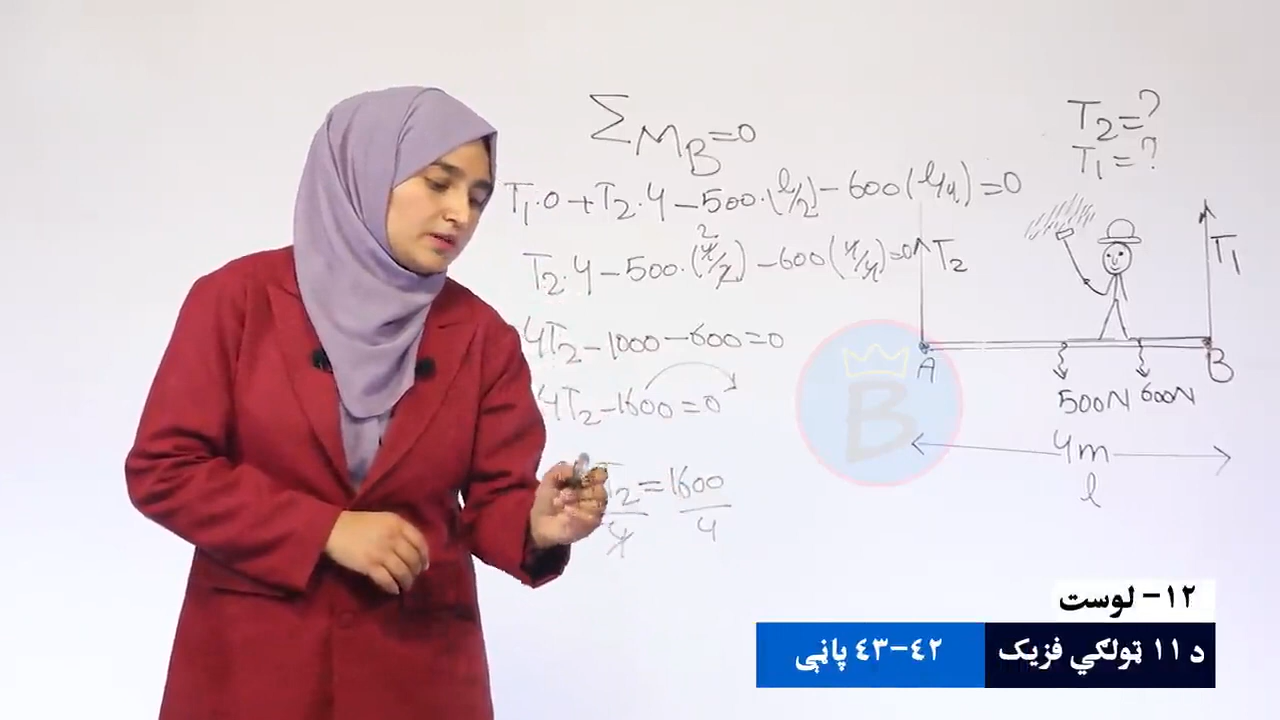 ΣM_B=0
T₁·0+T₂·4-500·(l/2)-600(l/4)=0
T₂·4-500·(4/2)-600(4/4)=0
2
4T₂-1000-600=0
4T₂-1600=0
T₂=1600
4 4
T₂=?
T₁=?
T₂
T₁
A
B
500N 600N
4m
l
B
۱۲- لوست
د ۱۱ ټولګي فزیک
۴۲-۴۳ پاڼې